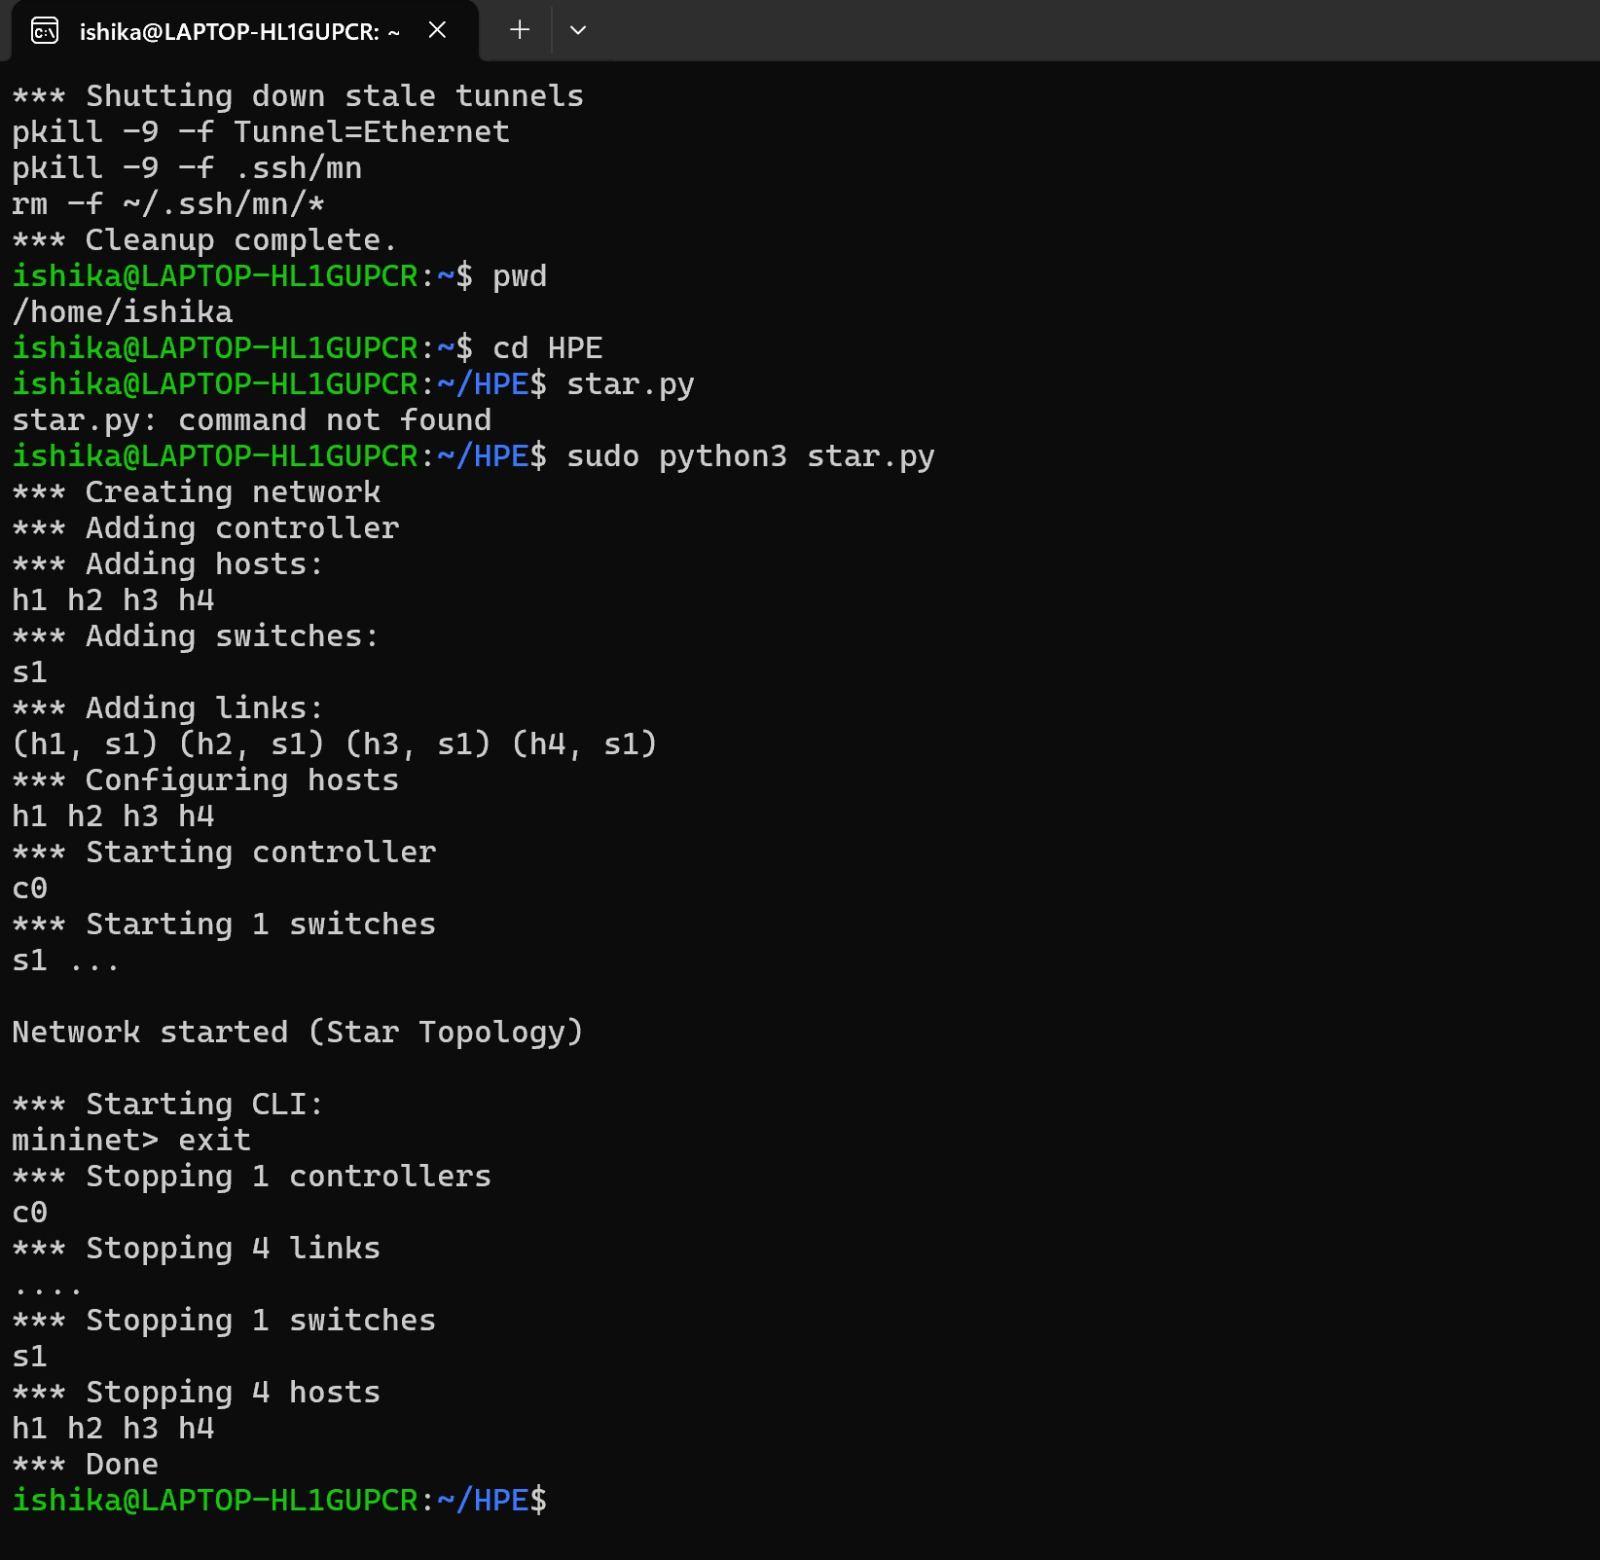 ishika@LAPTOP-HL1GUPCR: ~
*** Shutting down stale tunnels
pkill -9 -f Tunnel=Ethernet
pkill -9 -f .ssh/mn
rm -f ~/.ssh/mn/*
*** Cleanup complete.
ishika@LAPTOP-HL1GUPCR:~$ pwd
/home/ishika
ishika@LAPTOP-HL1GUPCR:~$ cd HPE
ishika@LAPTOP-HL1GUPCR:~/HPE$ star.py
star.py: command not found
ishika@LAPTOP-HL1GUPCR:~/HPE$ sudo python3 star.py
*** Creating network
*** Adding controller
*** Adding hosts:
h1 h2 h3 h4
*** Adding switches:
s1
*** Adding links:
(h1, s1) (h2, s1) (h3, s1) (h4, s1)
*** Configuring hosts
h1 h2 h3 h4
*** Starting controller
c0
*** Starting 1 switches
s1 ...
Network started (Star Topology)
*** Starting CLI:
mininet> exit
*** Stopping 1 controllers
c0
*** Stopping 4 links
....
*** Stopping 1 switches
s1
*** Stopping 4 hosts
h1 h2 h3 h4
*** Done
ishika@LAPTOP-HL1GUPCR:~/HPE$